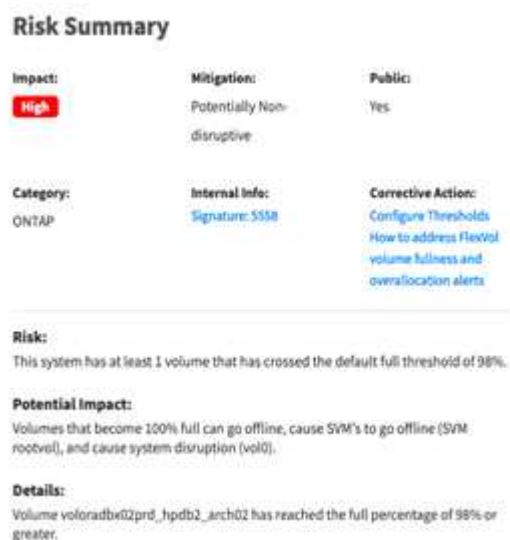 Risk Summary
Impact: Mitigation: Public:
High Potentially Non-disruptive Yes
Category: Internal Info: Corrective Action:
ONTAP Signature: 5558 Configure Thresholds
How to address FlexVol
volume fullness and
overallocation alerts
Risk:
This system has at least 1 volume that has crossed the default full threshold of 98%.
Potential Impact:
Volumes that become 100% full can go offline, cause SVM's to go offline (SVM
rootvol), and cause system disruption (vol0).
Details:
Volume voloradbx02prd_hpdb2_arch02 has reached the full percentage of 98% or
greater.